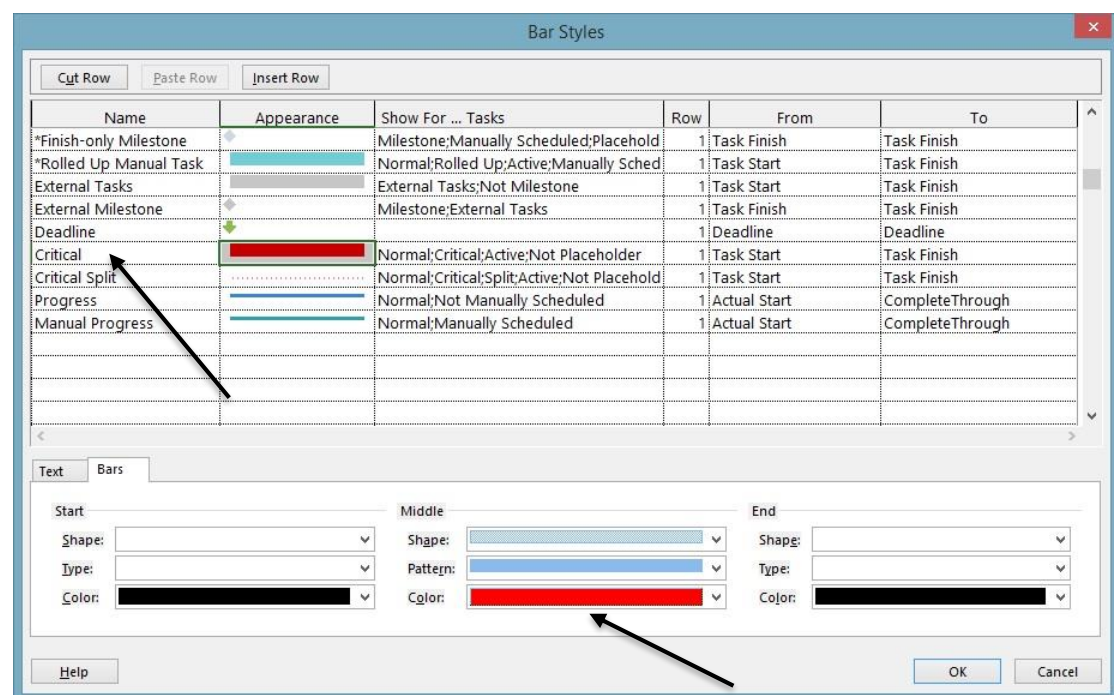 Bar Styles
Cut Row Paste Row Insert Row
Name Appearance Show For ... Tasks Row From To
*Finish-only Milestone Milestone;Manually Scheduled;Placehold 1 Task Finish Task Finish
*Rolled Up Manual Task Normal;Rolled Up;Active;Manually Sched 1 Task Start Task Finish
External Tasks External Tasks;Not Milestone 1 Task Start Task Finish
External Milestone Milestone;External Tasks 1 Task Finish Task Finish
Deadline 1 Deadline Deadline
Critical Normal;Critical;Active;Not Placeholder 1 Task Start Task Finish
Critical Split Normal;Critical;Split;Active;Not Placehold 1 Task Start Task Finish
Progress Normal;Not Manually Scheduled 1 Actual Start CompleteThrough
Manual Progress Normal;Manually Scheduled 1 Actual Start CompleteThrough
Text Bars
Start Middle End
Shape: Shape: Shape:
Type: Pattern: Type:
Color: Color: Color:
Help OK Cancel